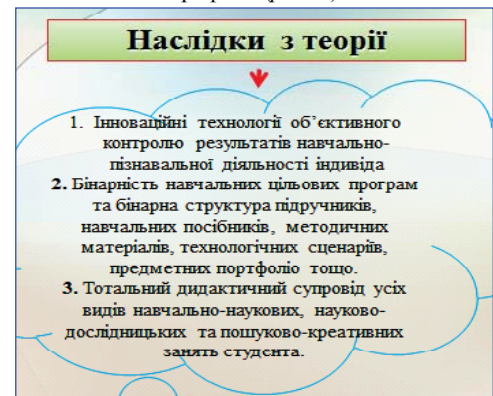 Наслідки з теорії
1. Інноваційні технології об’єктивного
контролю результатів навчально-
пізнавальної діяльності індивіда
2. Бінарність навчальних цільових програм
та бінарна структура підручників,
навчальних посібників, методичних
матеріалів, технологічних сценаріїв,
предметних портфоліо тощо.
3. Тотальний дидактичний супровід усіх
видів навчально-наукових, науково-
дослідницьких та пошуково-креативних
занять студента.